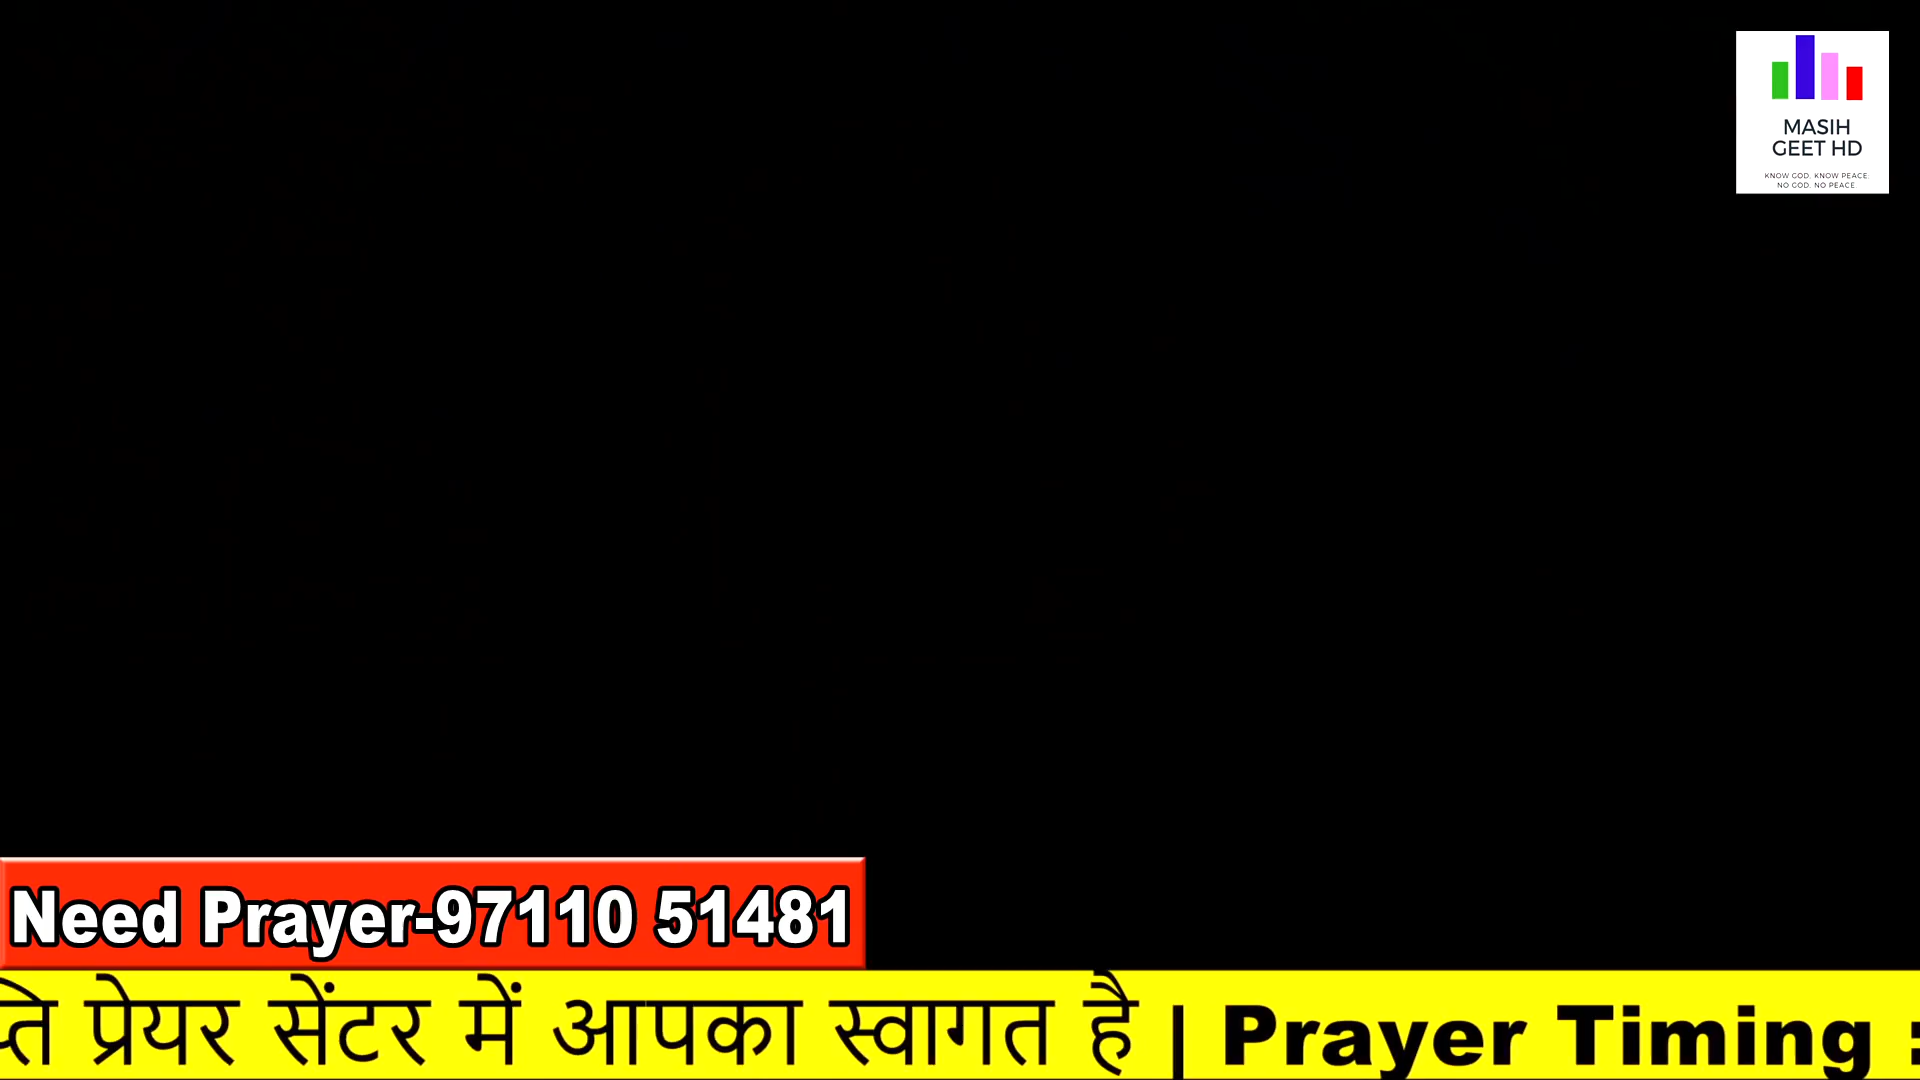 MASIH
GEET HD
KNOW GOD. KNOW PEACE.
NO GOD. NO PEACE.
Need Prayer-97110 51481
प्रेयर सेंटर में आपका स्वागत है | Prayer Timing :